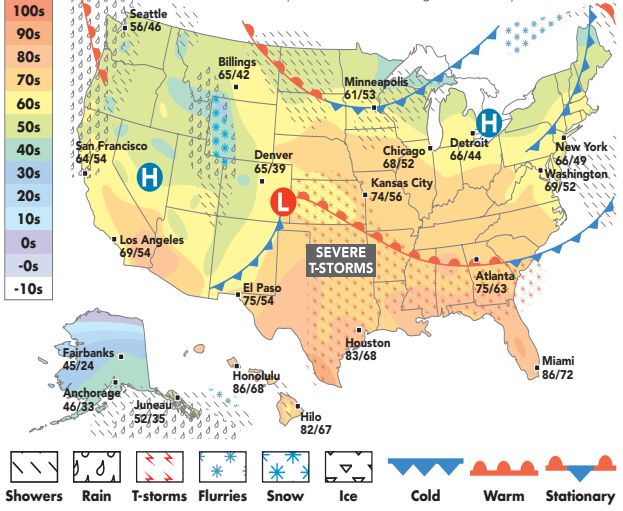 100s
90s
80s
70s
60s
50s
40s
30s
20s
10s
0s
-0s
-10s
Seattle
56/46
Billings
65/42
Minneapolis
61/53
San Francisco
64/54
H
Denver
65/39
Chicago
68/52
Detroit
66/44
H
New York
66/49
Washington
69/52
Kansas City
74/56
L
Los Angeles
69/54
SEVERE
T-STORMS
El Paso
75/54
Atlanta
75/63
Houston
83/68
Miami
86/72
Fairbanks
45/24
Anchorage
46/33
Juneau
52/35
Honolulu
86/68
Hilo
82/67
Showers
Rain
T-storms
Flurries
Snow
Ice
Cold
Warm
Stationary